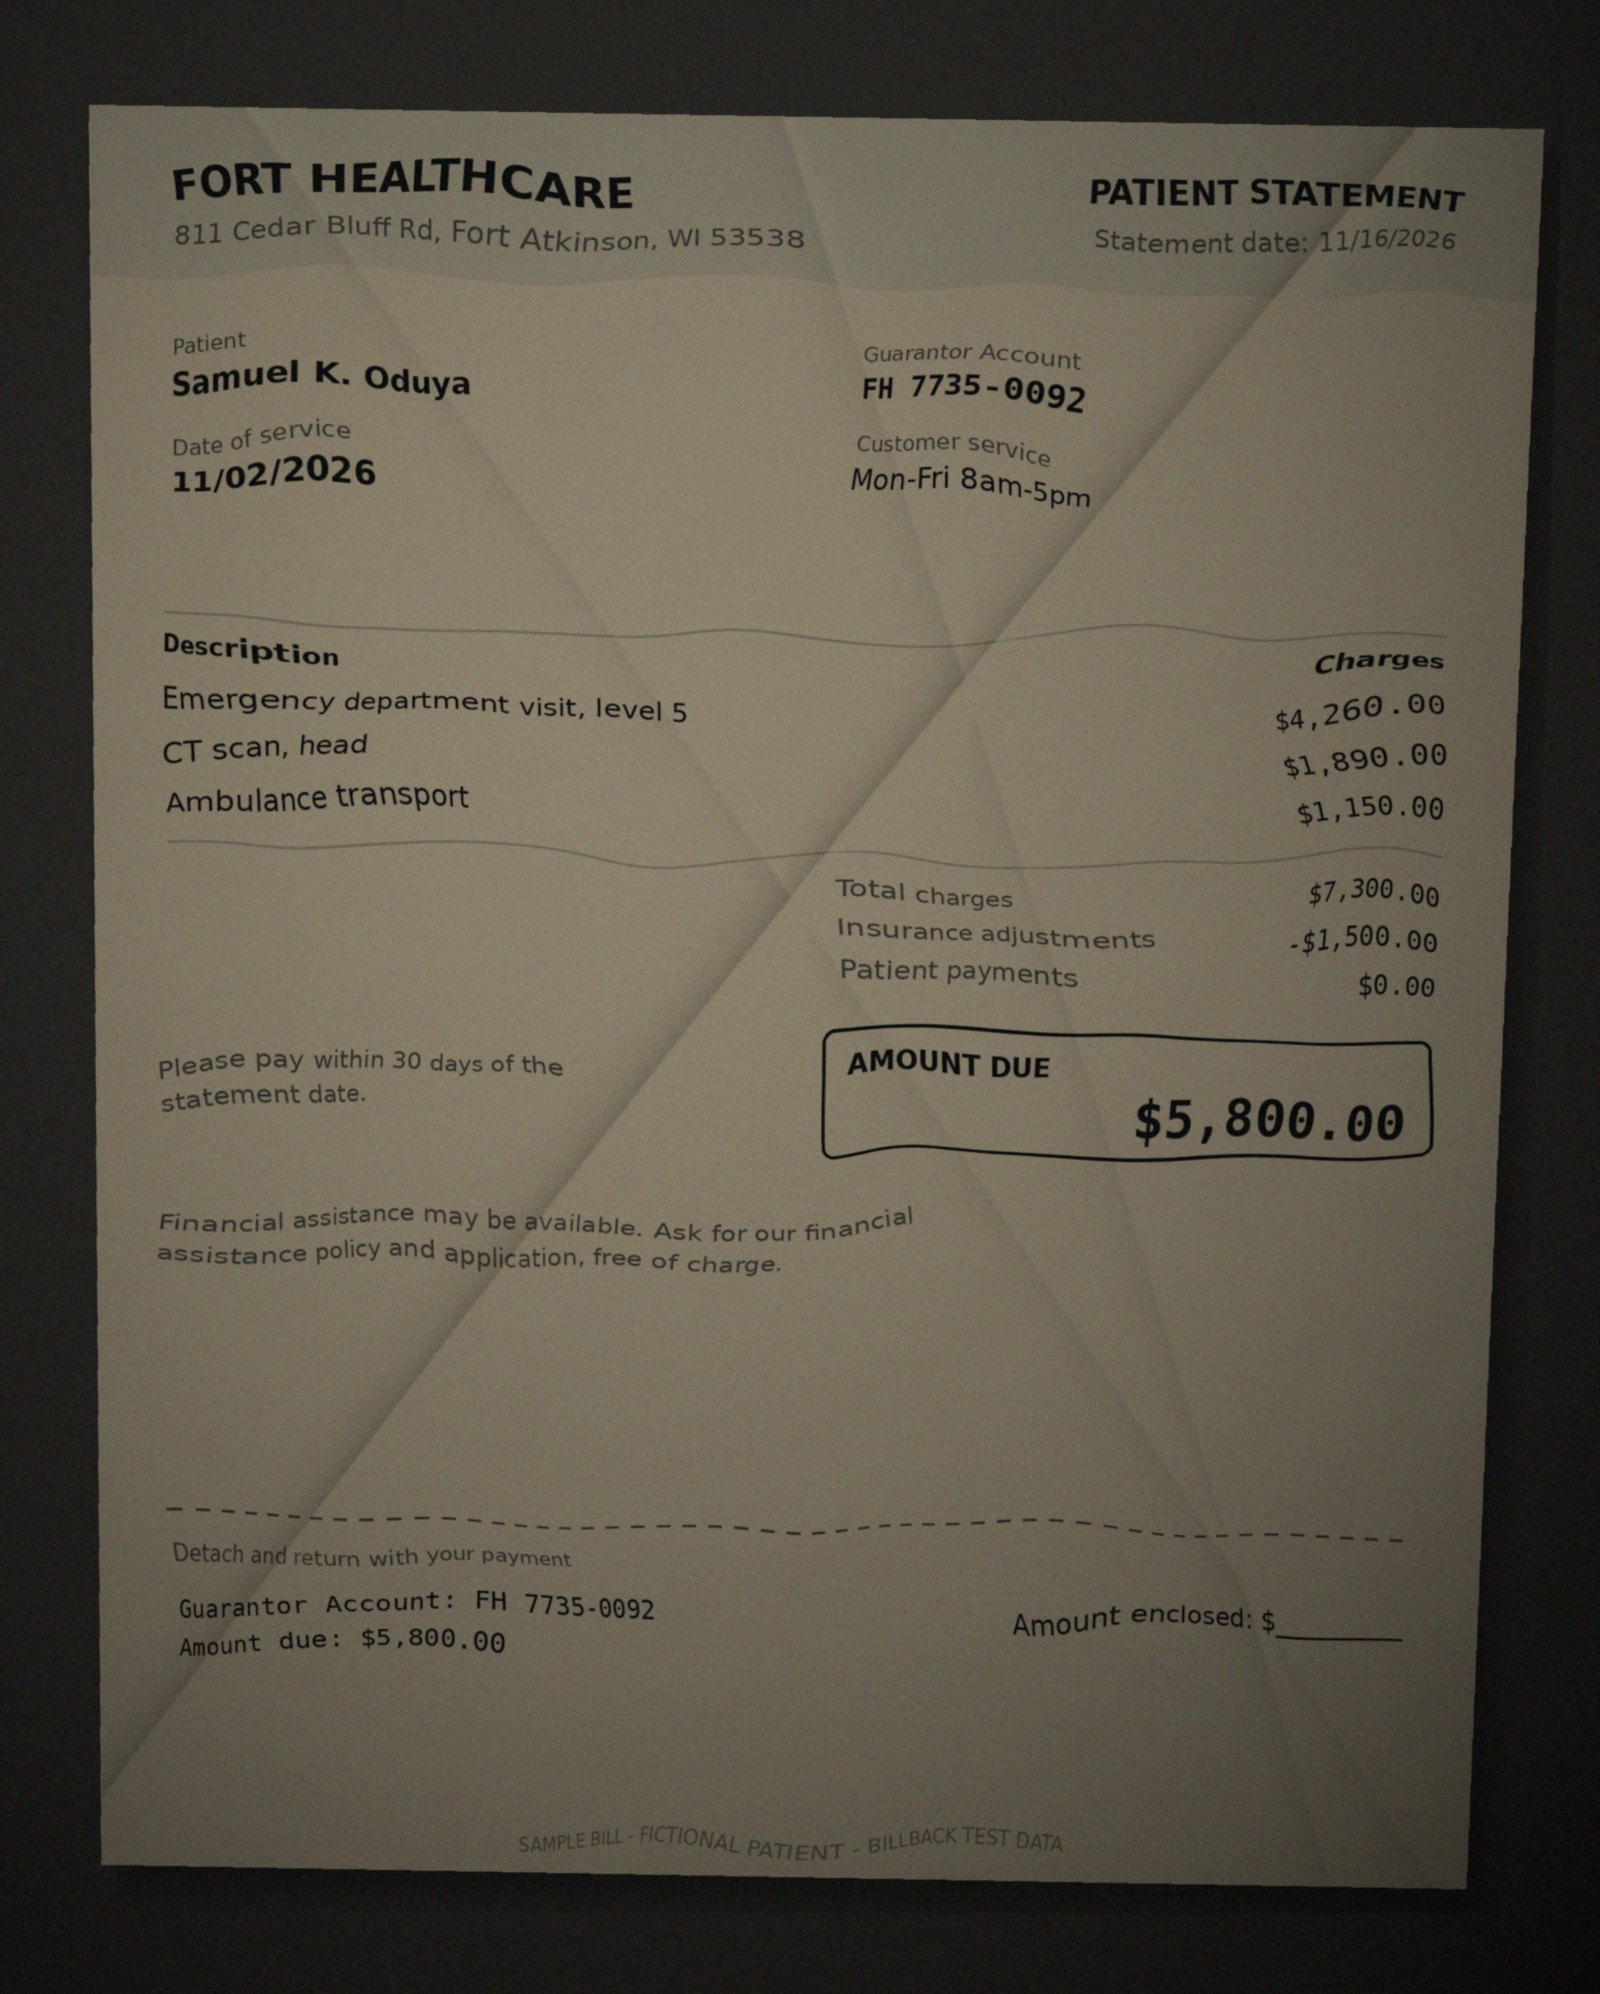 FORT HEALTHCARE
811 Cedar Bluff Rd, Fort Atkinson, WI 53538
PATIENT STATEMENT
Statement date: 11/16/2026
Patient
Samuel K. Oduya
Date of service
11/02/2026
Guarantor Account
FH 7735-0092
Customer service
Mon-Fri 8am-5pm
Description Charges
Emergency department visit, level 5 $4,260.00
CT scan, head $1,890.00
Ambulance transport $1,150.00
Total charges $7,300.00
Insurance adjustments -$1,500.00
Patient payments $0.00
Please pay within 30 days of the
statement date.
AMOUNT DUE
$5,800.00
Financial assistance may be available. Ask for our financial
assistance policy and application, free of charge.
Detach and return with your payment
Guarantor Account: FH 7735-0092
Amount due: $5,800.00
Amount enclosed: $_________
SAMPLE BILL - FICTIONAL PATIENT - BILLBACK TEST DATA